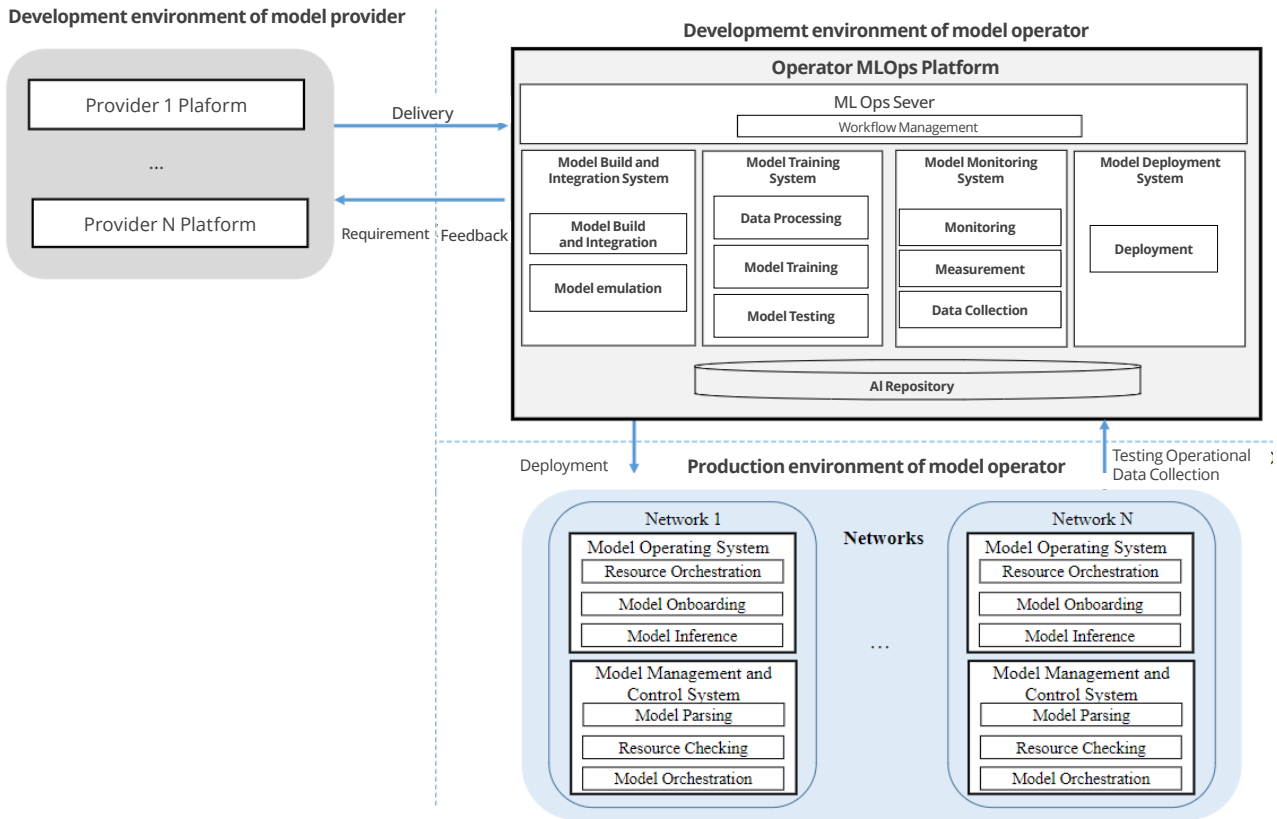 Development environment of model provider
Provider 1 Plaform
...
Provider N Platform
Delivery
Requirement
Feedback
Developmemt environment of model operator
Operator MLOps Platform
ML Ops Sever
Workflow Management
Model Build and
Integration System
Model Build
and Integration
Model emulation
Model Training
System
Data Processing
Model Training
Model Testing
Model Monitoring
System
Monitoring
Measurement
Data Collection
Model Deployment
System
Deployment
AI Repository
Deployment
Production environment of model operator
Testing Operational
Data Collection
Network 1
Model Operating System
Resource Orchestration
Model Onboarding
Model Inference
Model Management and
Control System
Model Parsing
Resource Checking
Model Orchestration
Networks
...
Network N
Model Operating System
Resource Orchestration
Model Onboarding
Model Inference
Model Management and
Control System
Model Parsing
Resource Checking
Model Orchestration